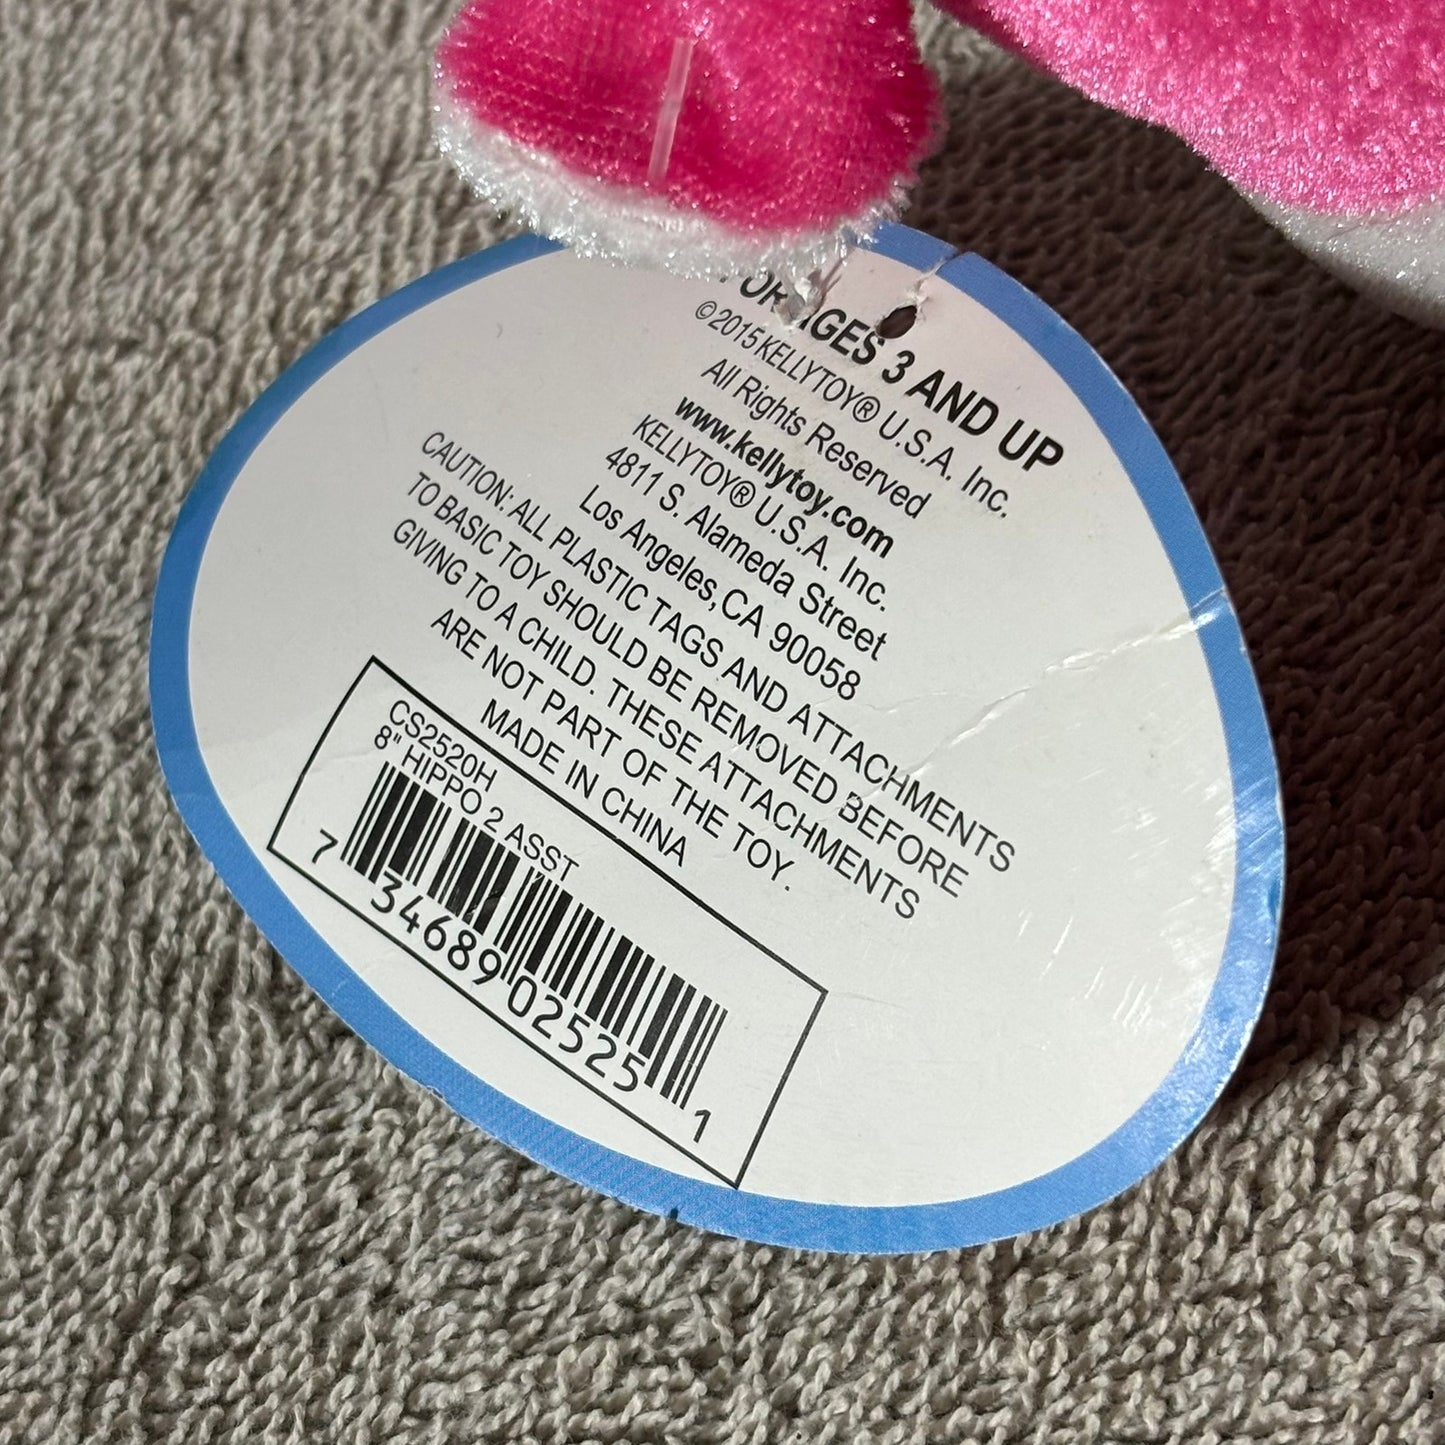 FOR AGES 3 AND UP
©2015 KELLYTOY® U.S.A. Inc.
All Rights Reserved
www.kellytoy.com
KELLYTOY® U.S.A. Inc.
4811 S. Alameda Street
Los Angeles, CA 90058
CAUTION: ALL PLASTIC TAGS AND ATTACHMENTS
TO BASIC TOY SHOULD BE REMOVED BEFORE
GIVING TO A CHILD. THESE ATTACHMENTS
ARE NOT PART OF THE TOY.
MADE IN CHINA
CS2520H
8" HIPPO 2 ASST
7 34689 02525 1